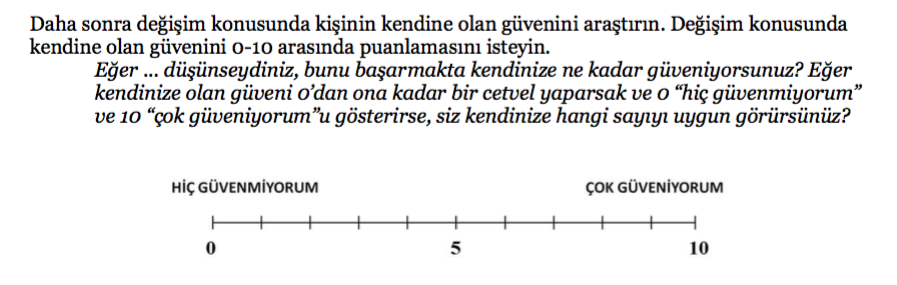 Daha sonra değişim konusunda kişinin kendine olan güvenini araştırın. Değişim konusunda
kendine olan güvenini 0-10 arasında puanlamasını isteyin.
Eğer ... düşünseydiniz, bunu başarmakta kendinize ne kadar güveniyorsunuz? Eğer
kendinize olan güveni 0’dan ona kadar bir cetvel yaparsak ve 0 “hiç güvenmiyorum”
ve 10 “çok güveniyorum”u gösterirse, siz kendinize hangi sayıyı uygun görürsünüz?
HİÇ GÜVENMİYORUM ÇOK GÜVENİYORUM
0 5 10